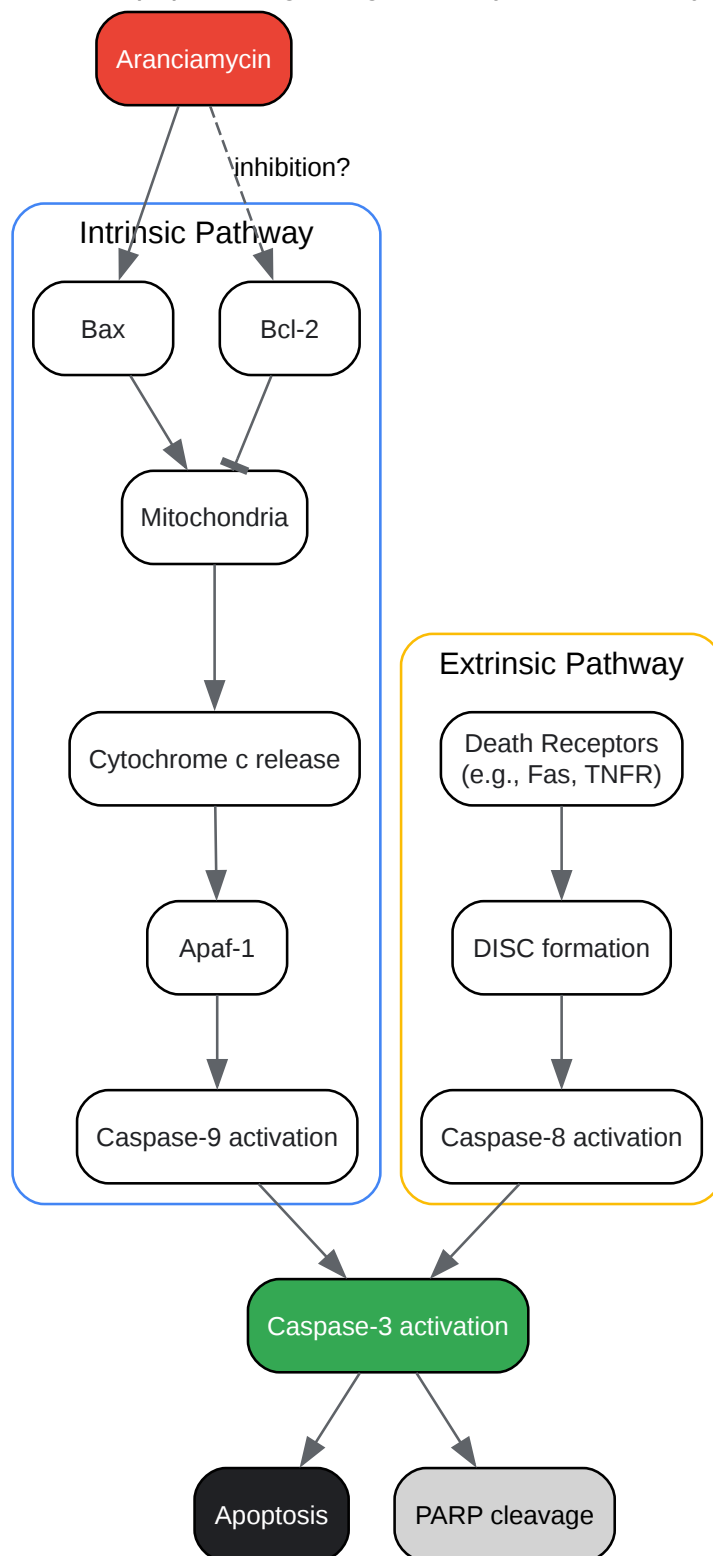 Aranciamycin
inhibition?
Intrinsic Pathway
Bax
Bcl-2
Mitochondria
Cytochrome c release
Apaf-1
Caspase-9 activation
Extrinsic Pathway
Death Receptors
(e.g., Fas, TNFR)
DISC formation
Caspase-8 activation
Caspase-3 activation
Apoptosis
PARP cleavage